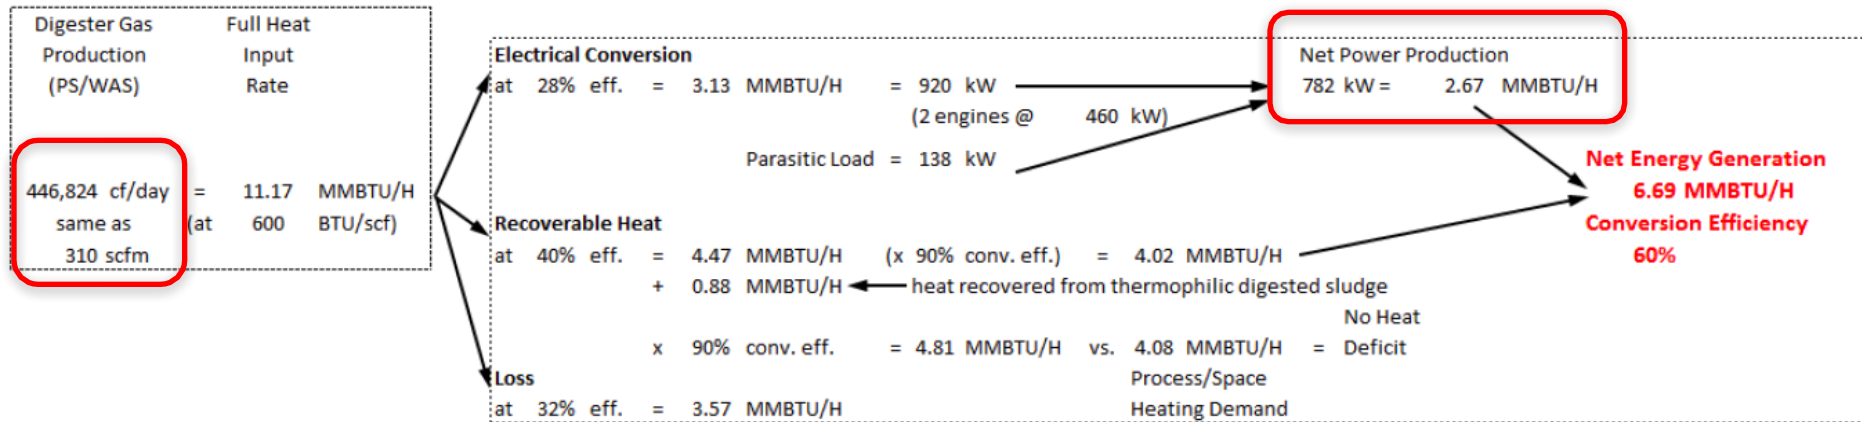 Digester Gas Full Heat
Production Input
(PS/WAS) Rate
446,824 cf/day = 11.17 MMBTU/H
same as (at 600 BTU/scf)
310 scfm
Electrical Conversion
at 28% eff. = 3.13 MMBTU/H = 920 kW
(2 engines @ 460 kW)
Parasitic Load = 138 kW
Net Power Production
782 kW = 2.67 MMBTU/H
Recoverable Heat
at 40% eff. = 4.47 MMBTU/H (x 90% conv. eff.) = 4.02 MMBTU/H
+ 0.88 MMBTU/H heat recovered from thermophilic digested sludge
No Heat
x 90% conv. eff. = 4.81 MMBTU/H vs. 4.08 MMBTU/H = Deficit
Process/Space
Heating Demand
Loss
at 32% eff. = 3.57 MMBTU/H
Net Energy Generation
6.69 MMBTU/H
Conversion Efficiency
60%